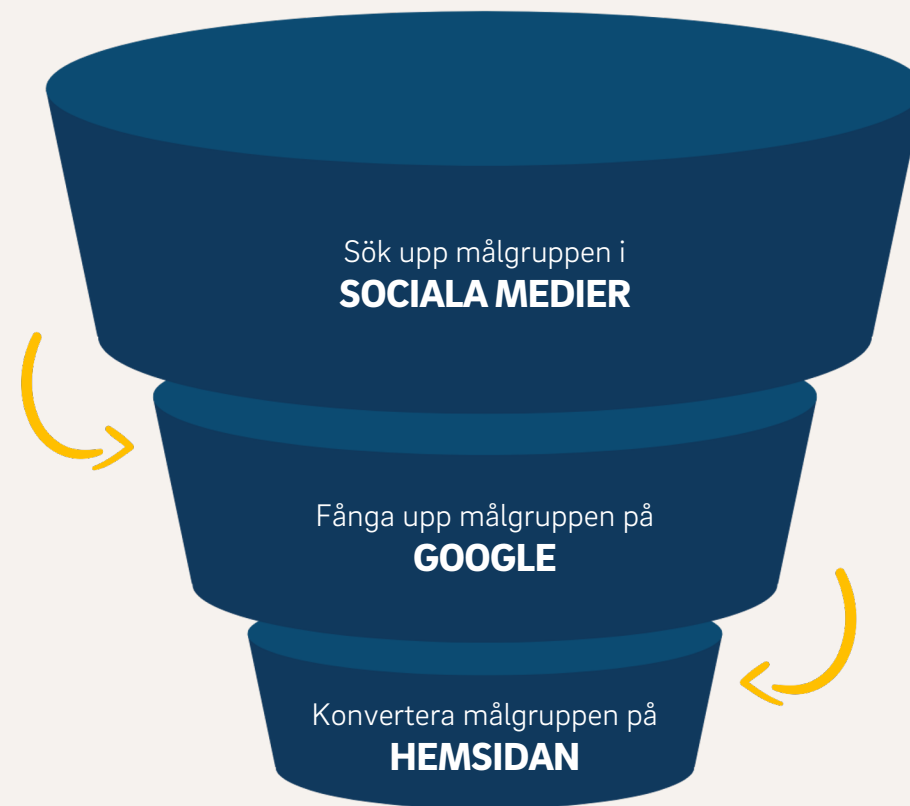 Sök upp målgruppen i
SOCIALA MEDIER
Fånga upp målgruppen på
GOOGLE
Konvertera målgruppen på
HEMSIDAN